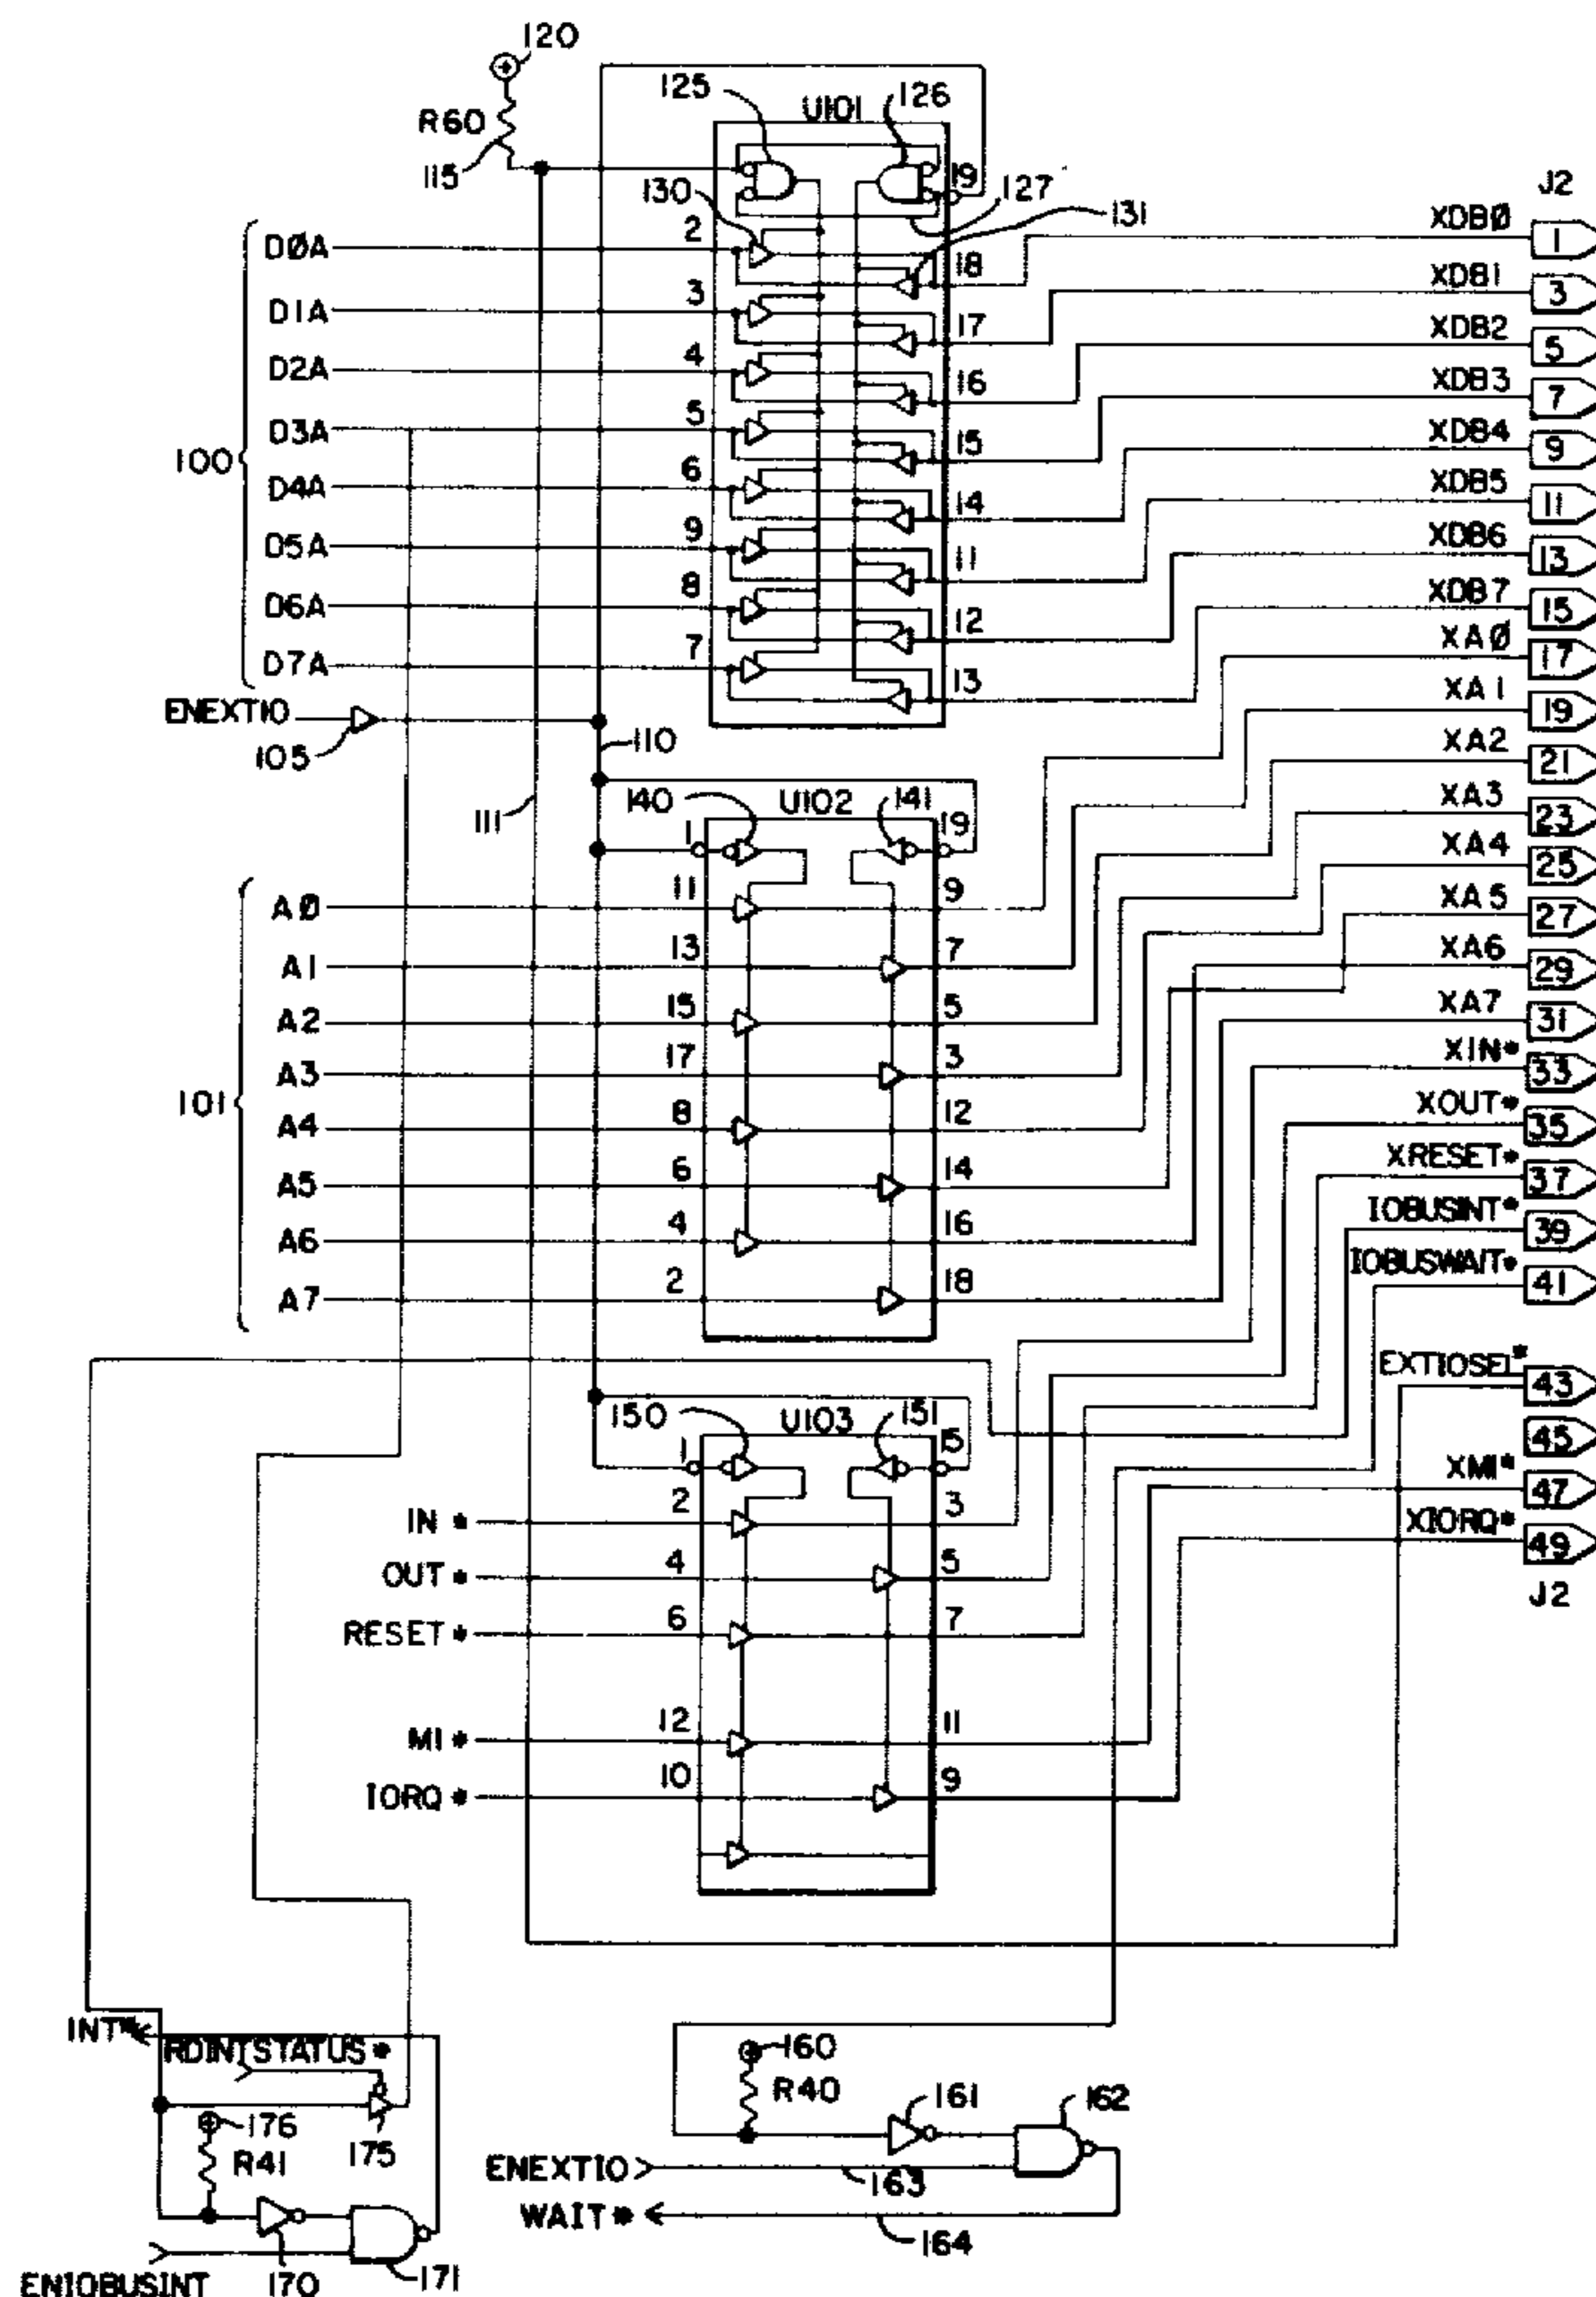 120
125
126
U101
R60
115
19
127
130
131
J2
100
D0A
2
18
XDB0
1
D1A
3
17
XDB1
3
D2A
4
16
XDB2
5
D3A
5
15
XDB3
7
D4A
6
14
XDB4
9
D5A
9
11
XDB5
11
D6A
8
12
XDB6
13
D7A
7
13
XDB7
15
ENEXTIO
105
110
111
140
U102
141
1
19
101
A0
11
9
XA0
17
A1
13
7
XA1
19
A2
15
5
XA2
21
A3
17
3
XA3
23
A4
8
12
XA4
25
A5
6
14
XA5
27
A6
4
16
XA6
29
A7
2
18
XA7
31
XIN*
33
XOUT*
35
XRESET*
37
IOBUSINT*
39
IOBUSWAIT*
41
EXTIOSEL*
43
45
XM1*
47
XIORQ*
49
J2
150
U103
151
1
15
IN *
2
3
OUT *
4
5
RESET *
6
7
M1 *
12
11
IORQ *
10
9
INT*
RDINTSTATUS *
176
R41
175
ENIOBUSINT
170
171
160
R40
161
162
ENEXTIO
163
WAIT *
164